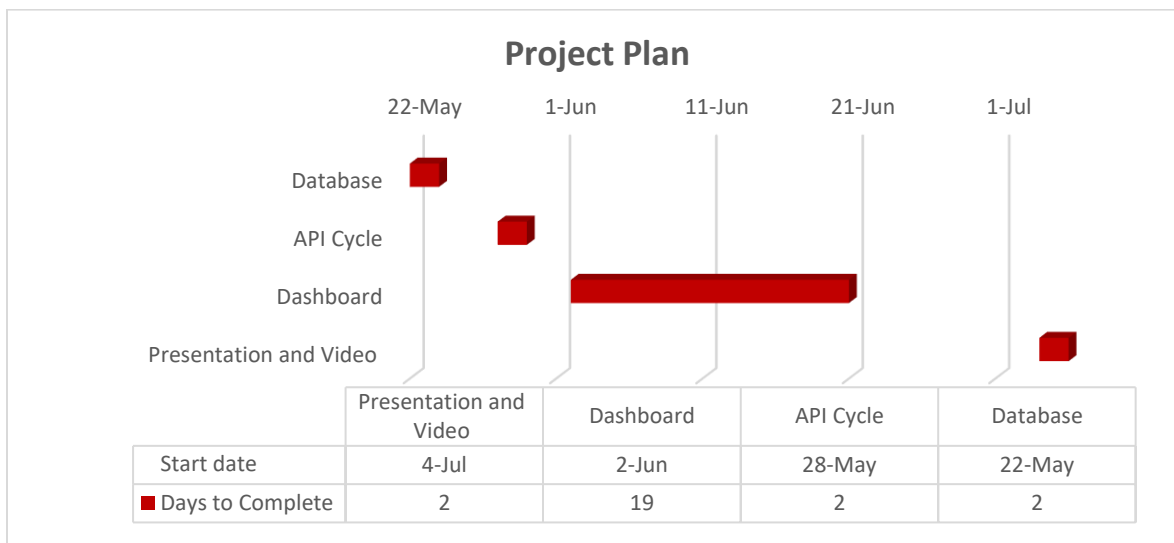 Project Plan
22-May 1-Jun 11-Jun 21-Jun 1-Jul
Database
API Cycle
Dashboard
Presentation and Video
Presentation and
Video Dashboard API Cycle Database
Start date 4-Jul 2-Jun 28-May 22-May
Days to Complete 2 19 2 2